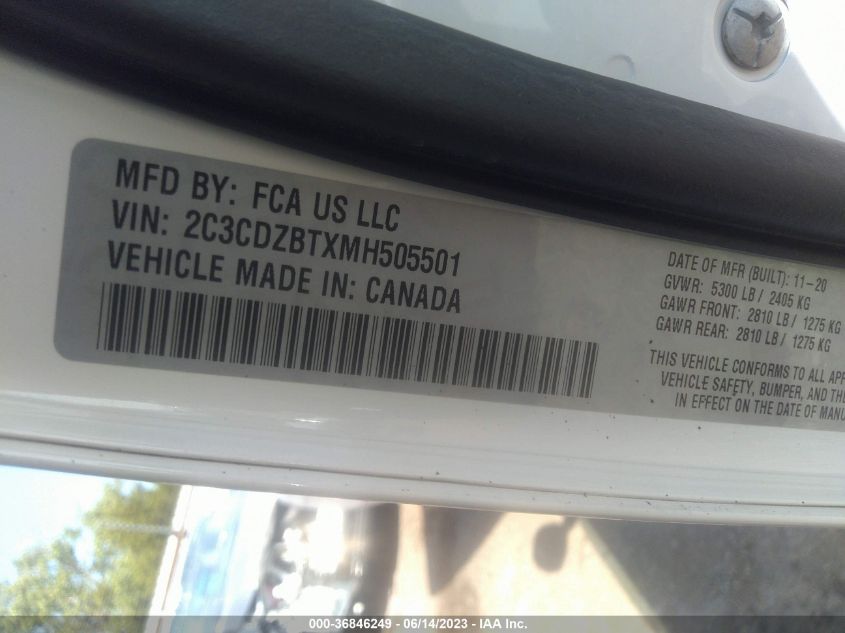 MFD BY: FCA US LLC
VIN: 2C3CDZBTXMH505501
VEHICLE MADE IN: CANADA
DATE OF MFR (BUILT): 11-20
GVWR: 5300 LB / 2405 KG
GAWR FRONT: 2810 LB / 1275 KG
GAWR REAR: 2810 LB / 1275 KG
THIS VEHICLE CONFORMS TO ALL APP
VEHICLE SAFETY, BUMPER, AND THE
IN EFFECT ON THE DATE OF MANU
000-36846249 - 06/14/2023 - IAA Inc.